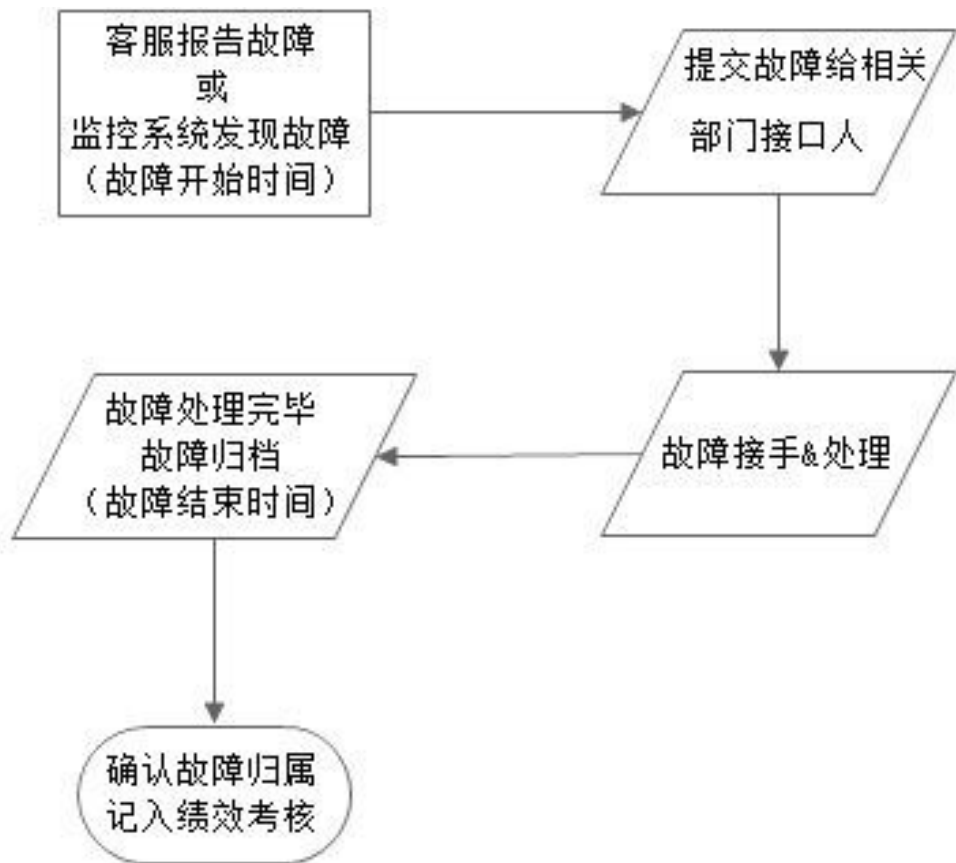 客服报告故障
或
监控系统发现故障
（故障开始时间）
提交故障给相关
部门接口人
故障接手&处理
故障处理完毕
故障归档
（故障结束时间）
确认故障归属
记入绩效考核